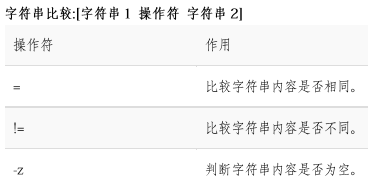 字符串比较:[字符串1 操作符 字符串2]
操作符 作用
= 比较字符串内容是否相同。
!= 比较字符串内容是否不同。
-z 判断字符串内容是否为空。